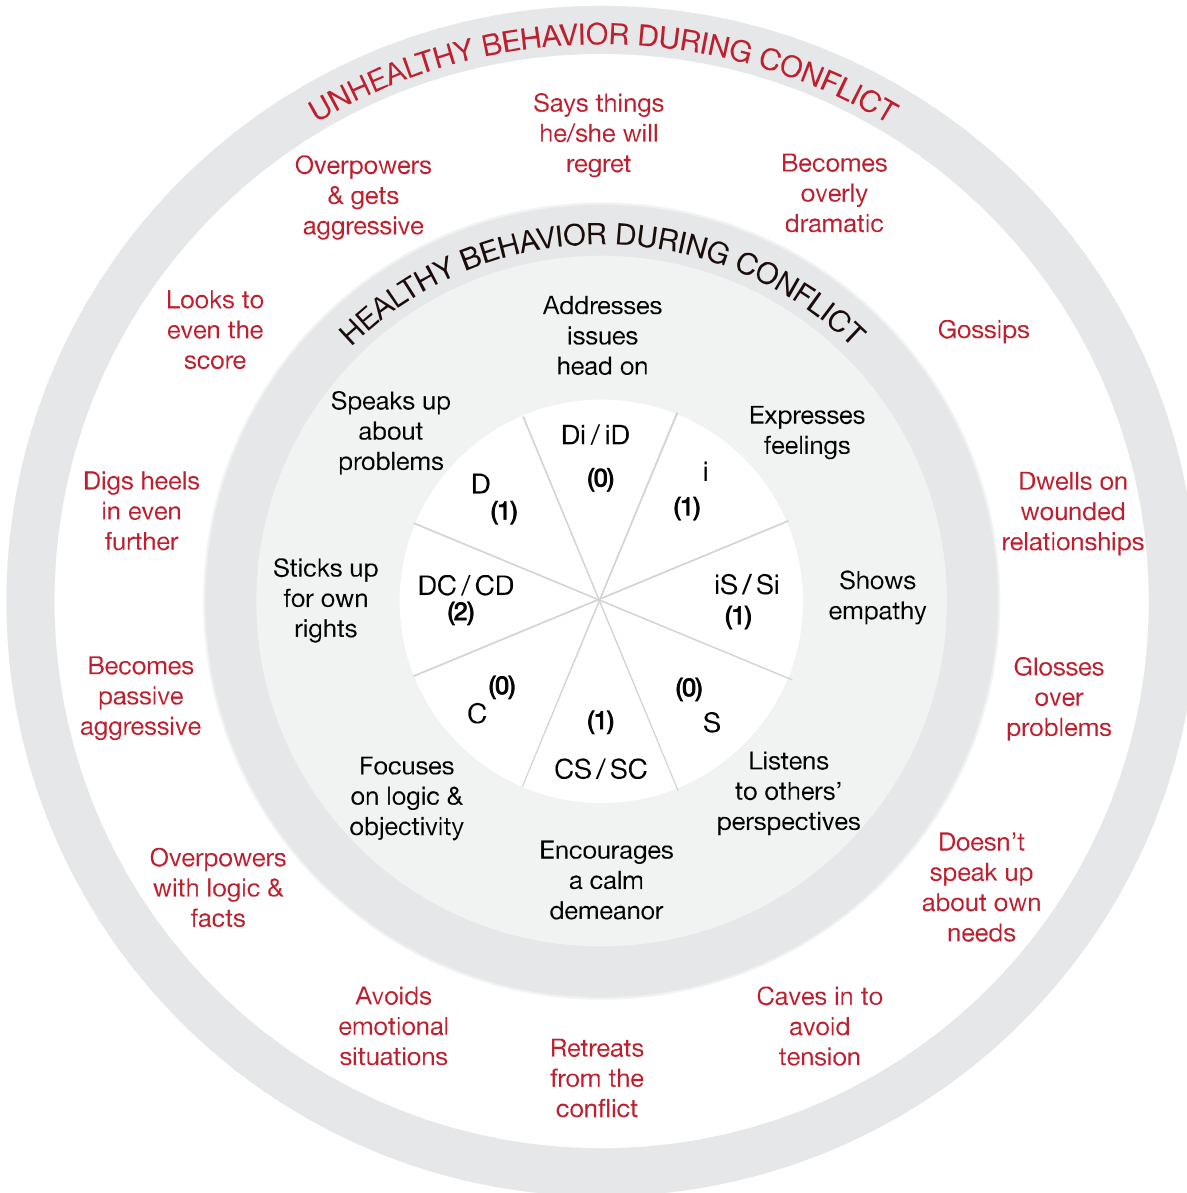 UNHEALTHY BEHAVIOR DURING CONFLICT
Says things
he/she will
regret
Becomes
overly
dramatic
Gossips
Dwells on
wounded
relationships
Glosses
over
problems
Doesn't
speak up
about own
needs
Caves in to
avoid
tension
Retreats
from the
conflict
Avoids
emotional
situations
Overpowers
with logic &
facts
Becomes
passive
aggressive
Digs heels
in even
further
Looks to
even the
score
Overpowers
& gets
aggressive
HEALTHY BEHAVIOR DURING CONFLICT
Addresses
issues
head on
Expresses
feelings
Shows
empathy
Listens
to others’
perspectives
Encourages
a calm
demeanor
Focuses
on logic &
objectivity
Sticks up
for own
rights
Speaks up
about
problems
Di / iD
(0)
i
(1)
iS / Si
(1)
(0)
S
(1)
CS / SC
(0)
C
DC / CD
(2)
D
(1)